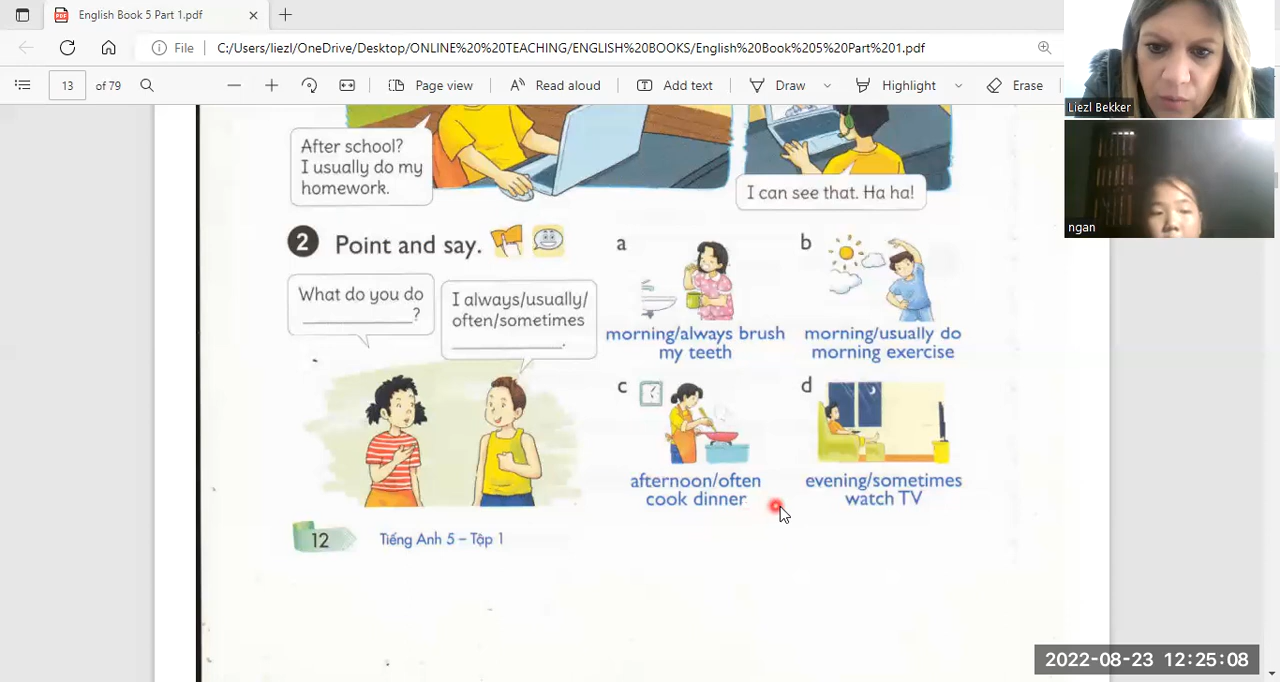 English Book 5 Part 1.pdf
File
C:/Users/liezl/OneDrive/Desktop/ONLINE%20%20TEACHING/ENGLISH%20BOOKS/English%20Book%205%20Part%201.pdf
13 of 79
Page view
Read aloud
Add text
Draw
Highlight
Erase
Liezl Bekker
ngan
After school?
I usually do my
homework.
I can see that. Ha ha!
2 Point and say.
What do you do
____________?
I always/usually/
often/sometimes
____________.
a
morning/always brush
my teeth
b
morning/usually do
morning exercise
c
afternoon/often
cook dinner
d
evening/sometimes
watch TV
12 Tiếng Anh 5 – Tập 1
2022-08-23 12:25:08